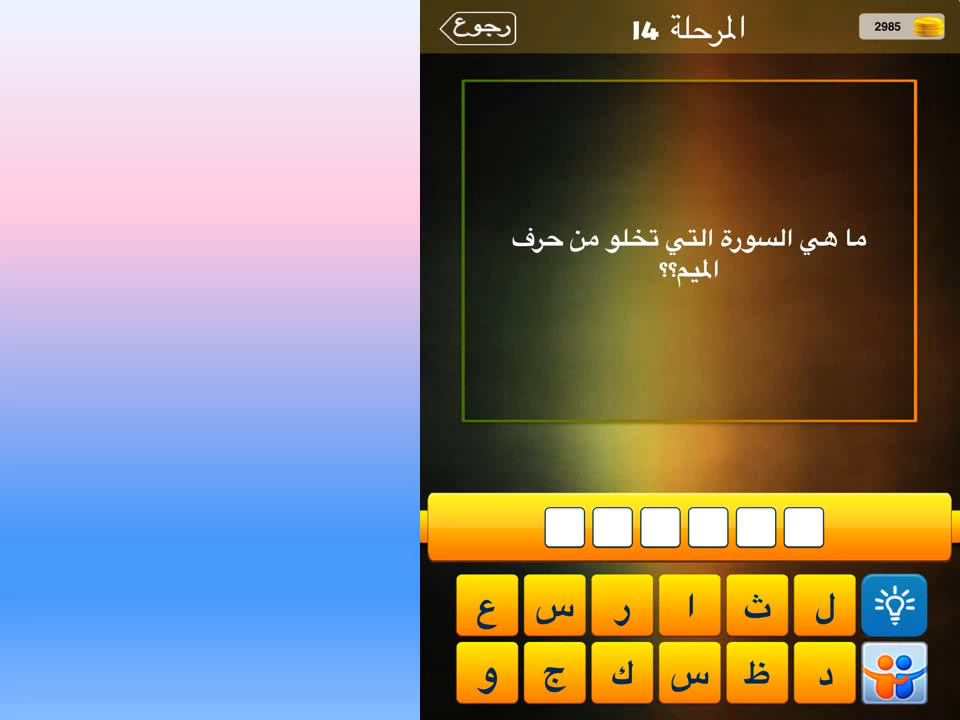 رجوع المرحلة 14 2985
ما هي السورة التي تخلو من حرف
الميم؟؟
ل ث ا ر س ع
د ظ س ك ج و